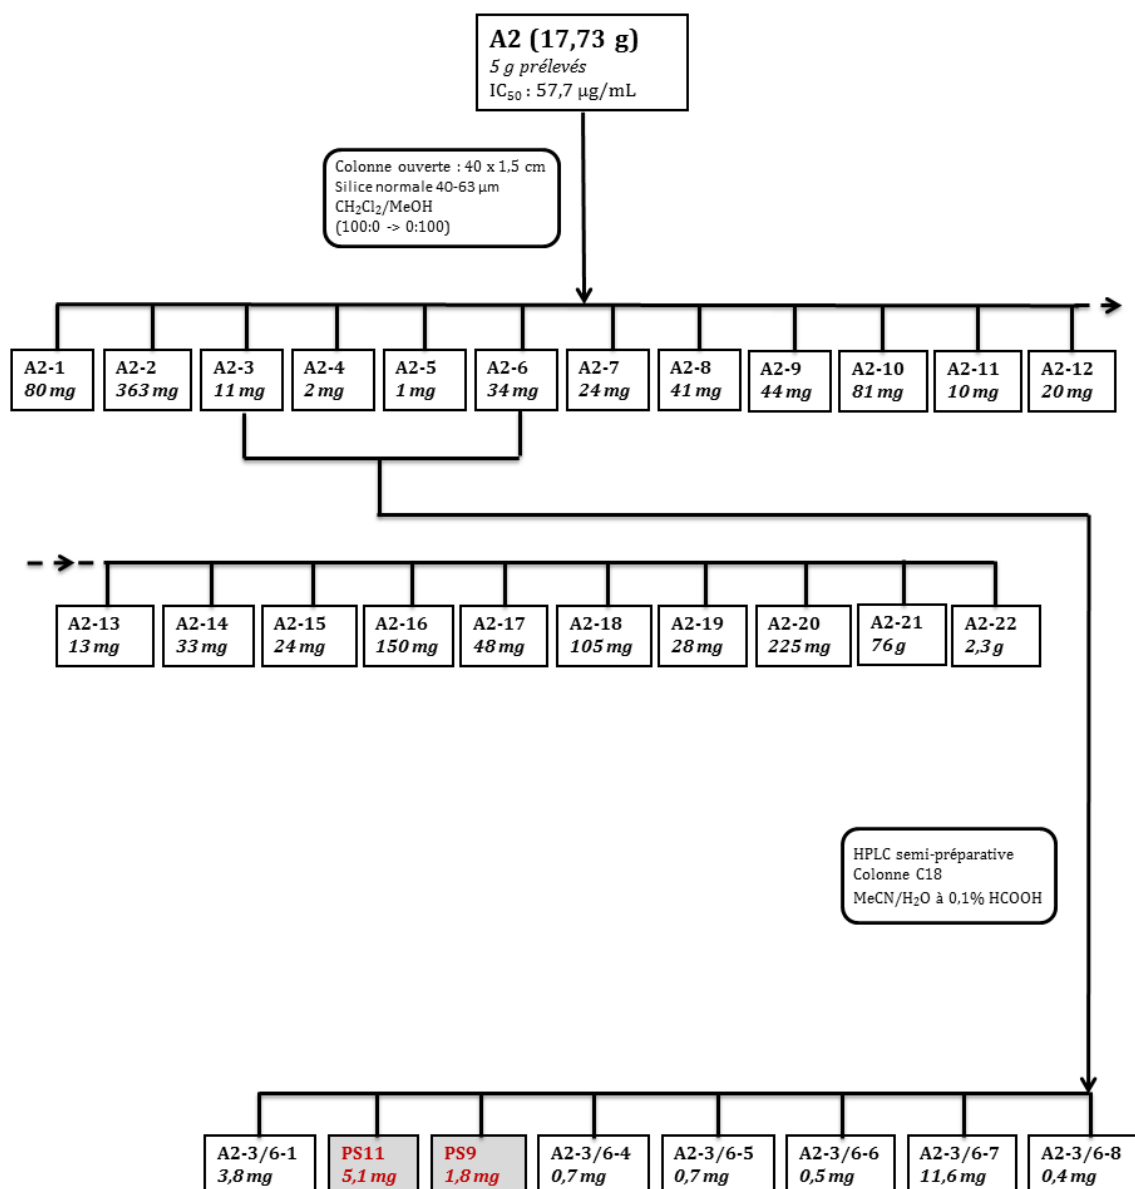 A2 (17,73 g)
5 g prélevés
IC₅₀ : 57,7 µg/mL
Colonne ouverte : 40 x 1,5 cm
Silice normale 40-63 µm
CH₂Cl₂/MeOH
(100:0 -> 0:100)
A2-1
80 mg
A2-2
363 mg
A2-3
11 mg
A2-4
2 mg
A2-5
1 mg
A2-6
34 mg
A2-7
24 mg
A2-8
41 mg
A2-9
44 mg
A2-10
81 mg
A2-11
10 mg
A2-12
20 mg
A2-13
13 mg
A2-14
33 mg
A2-15
24 mg
A2-16
150 mg
A2-17
48 mg
A2-18
105 mg
A2-19
28 mg
A2-20
225 mg
A2-21
76 g
A2-22
2,3 g
HPLC semi-préparative
Colonne C18
MeCN/H₂O à 0,1% HCOOH
A2-3/6-1
3,8 mg
PS11
5,1 mg
PS9
1,8 mg
A2-3/6-4
0,7 mg
A2-3/6-5
0,7 mg
A2-3/6-6
0,5 mg
A2-3/6-7
11,6 mg
A2-3/6-8
0,4 mg